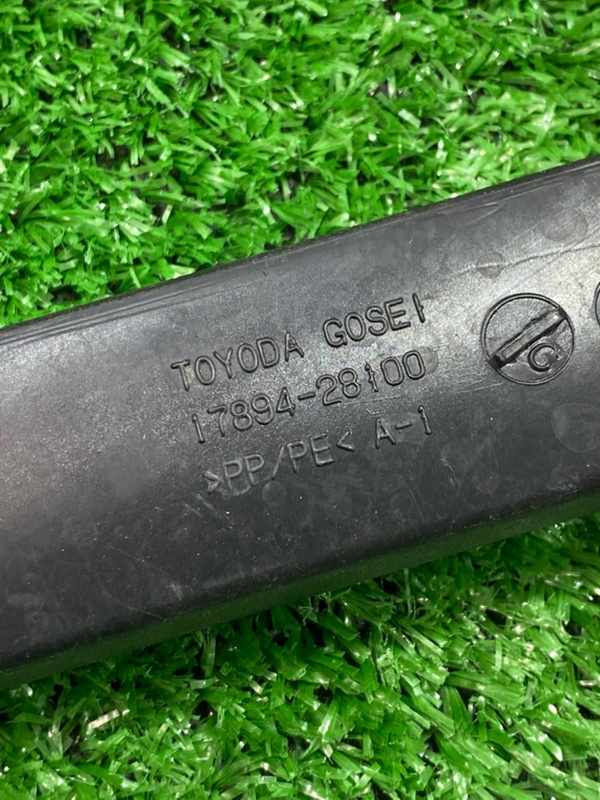 TOYODA GOSEI
17894-28100
>PP/PE< A-1